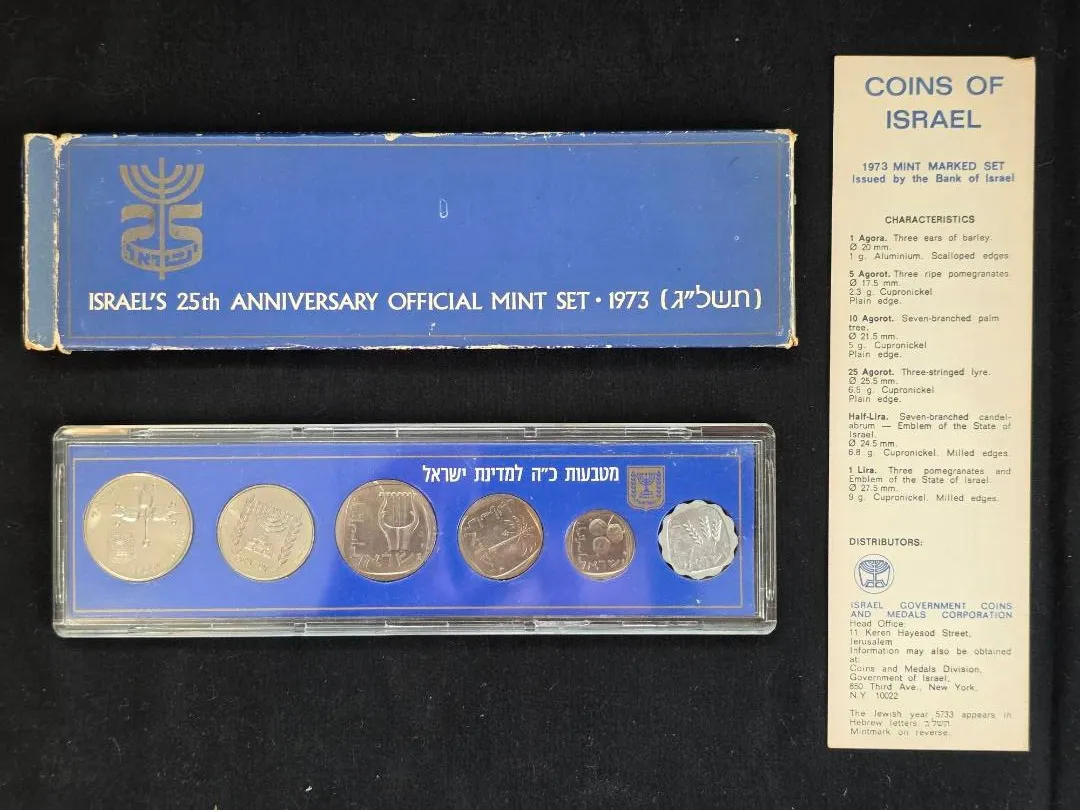 25
ישראל
ISRAEL'S 25th ANNIVERSARY OFFICIAL MINT SET • 1973 (תשל"ג)
מטבעות כ"ה למדינת ישראל
COINS OF
ISRAEL
1973 MINT MARKED SET
Issued by the Bank of Israel
CHARACTERISTICS
1 Agora. Three ears of barley.
Ø 20 mm.
1 g. Aluminium. Scalloped edges
5 Agorot. Three ripe pomegranates
Ø 17.5 mm.
2.3 g. Cupronickel
Plain edge.
10 Agorot. Seven-branched palm
tree.
Ø 21.5 mm.
5 g. Cupronickel
Plain edge.
25 Agorot. Three-stringed lyre.
Ø 25.5 mm.
6.5 g. Cupronickel
Plain edge.
Half-Lira. Seven-branched candel-
abrum — Emblem of the State of
Israel.
Ø 24.5 mm.
6.8 g. Cupronickel. Milled edges.
1 Lira. Three pomegranates and
Emblem of the State of Israel.
Ø 27.5 mm.
9 g. Cupronickel. Milled edges.
DISTRIBUTORS:
ISRAEL GOVERNMENT COINS
AND MEDALS CORPORATION
Head Office:
11 Keren Hayesod Street,
Jerusalem
Information may also be obtained
at:
Coins and Medals Division,
Government of Israel,
850 Third Ave., New York,
N.Y. 10022
The Jewish year 5733 appears in
Hebrew letters
Mintmark on reverse.